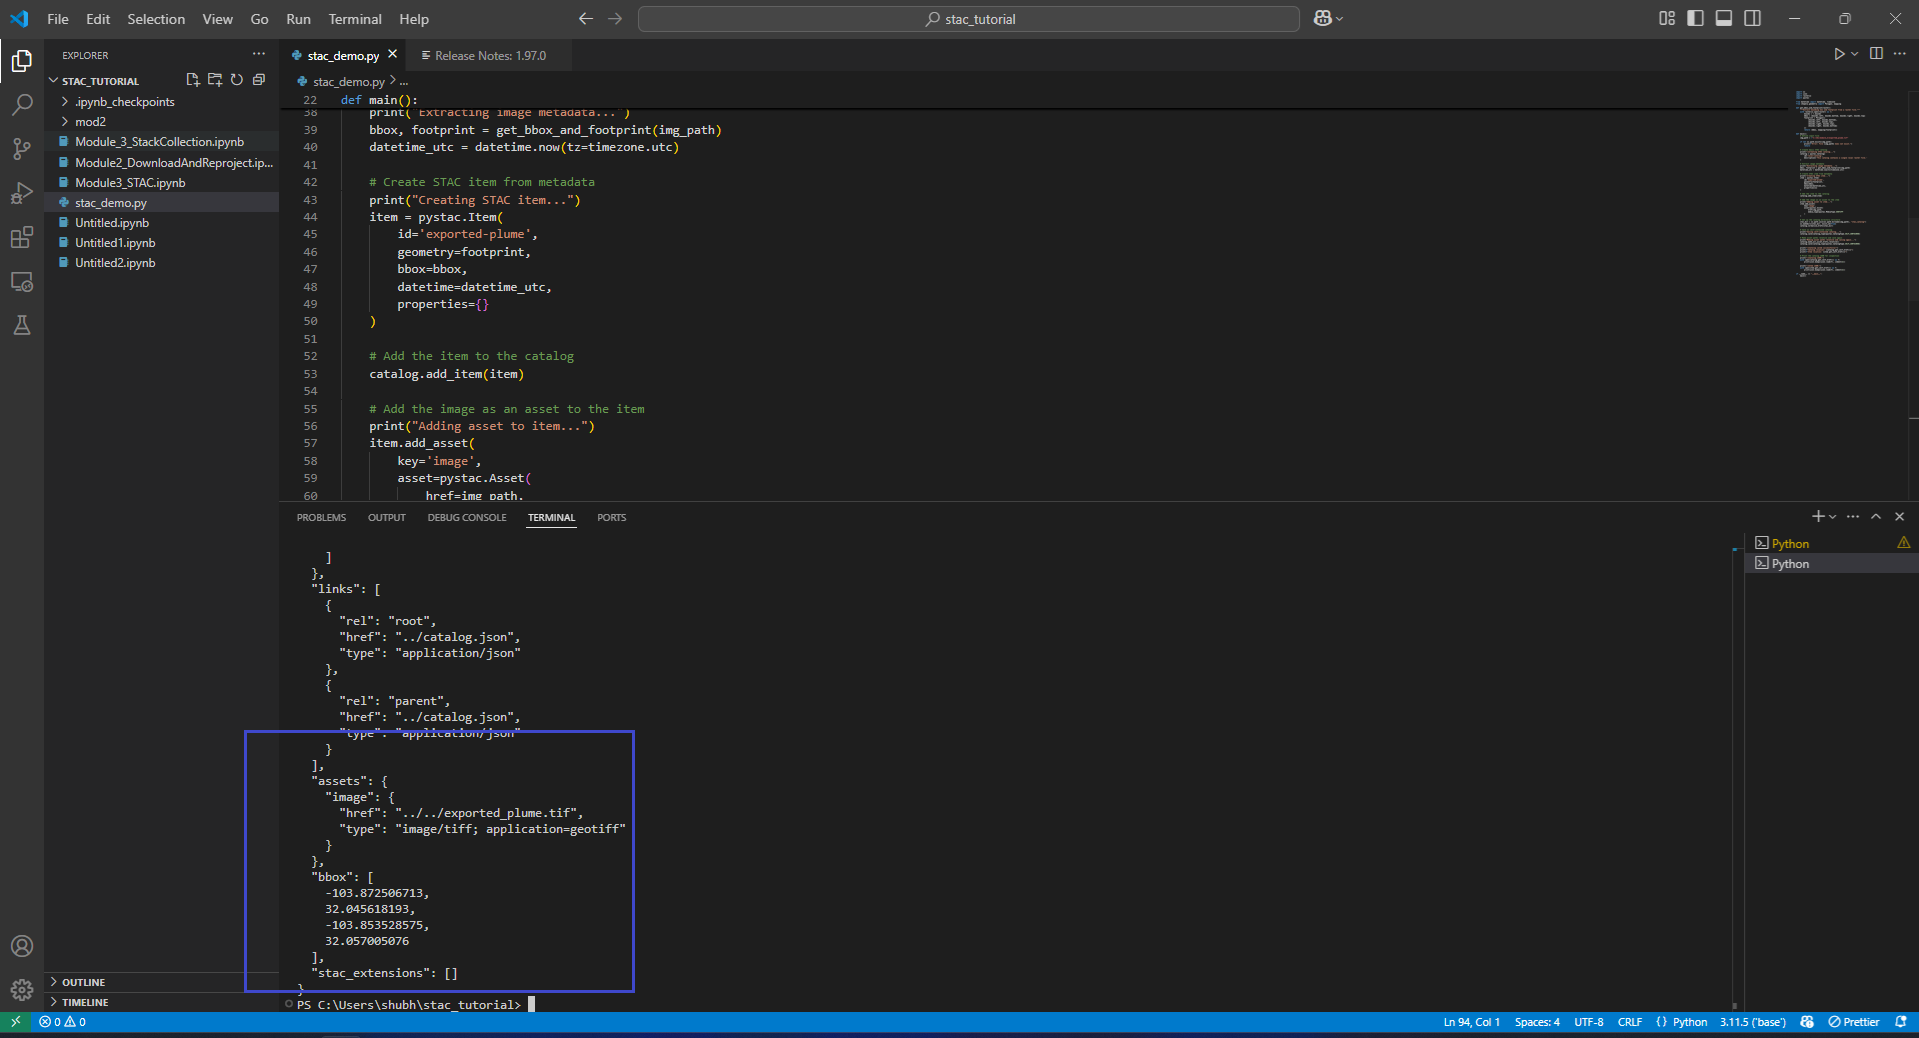 File Edit Selection View Go Run Terminal Help
stac_tutorial
EXPLORER
STAC_TUTORIAL
.ipynb_checkpoints
mod2
Module_3_StackCollection.ipynb
Module2_DownloadAndReproject.ip...
Module3_STAC.ipynb
stac_demo.py
Untitled.ipynb
Untitled1.ipynb
Untitled2.ipynb
OUTLINE
TIMELINE
stac_demo.py
Release Notes: 1.97.0
stac_demo.py > ...
22 def main():
38 print("Extracting image metadata...")
39 bbox, footprint = get_bbox_and_footprint(img_path)
40 datetime_utc = datetime.now(tz=timezone.utc)
41
42 # Create STAC item from metadata
43 print("Creating STAC item...")
44 item = pystac.Item(
45 id='exported-plume',
46 geometry=footprint,
47 bbox=bbox,
48 datetime=datetime_utc,
49 properties={}
50 )
51
52 # Add the item to the catalog
53 catalog.add_item(item)
54
55 # Add the image as an asset to the item
56 print("Adding asset to item...")
57 item.add_asset(
58 key='image',
59 asset=pystac.Asset(
60 href=img_path,
PROBLEMS OUTPUT DEBUG CONSOLE TERMINAL PORTS
]
},
"links": [
{
"rel": "root",
"href": "../catalog.json",
"type": "application/json"
},
{
"rel": "parent",
"href": "../catalog.json",
"type": "application/json"
}
],
"assets": {
"image": {
"href": "../../exported_plume.tif",
"type": "image/tiff; application=geotiff"
}
},
"bbox": [
-103.872506713,
32.045618193,
-103.853528575,
32.057005076
],
"stac_extensions": []
}
PS C:\Users\shubh\stac_tutorial>
Python
Python
0 0
Ln 94, Col 1 Spaces: 4 UTF-8 CRLF {} Python 3.11.5 ('base') Prettier